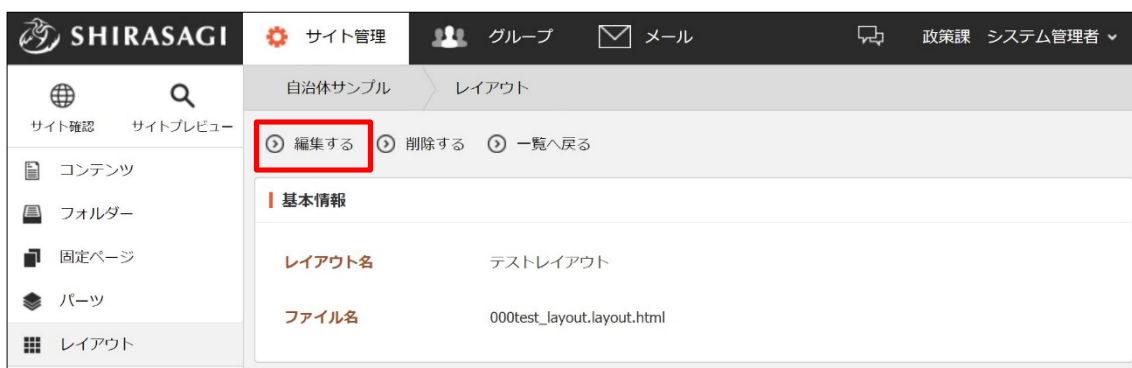 SHIRASAGI サイト管理 グループ メール 政策課 システム管理者
自治体サンプル レイアウト
サイト確認 サイトプレビュー
編集する 削除する 一覧へ戻る
コンテンツ
基本情報
フォルダー
固定ページ
レイアウト名 テストレイアウト
パーツ
ファイル名 000test_layout.layout.html
レイアウト